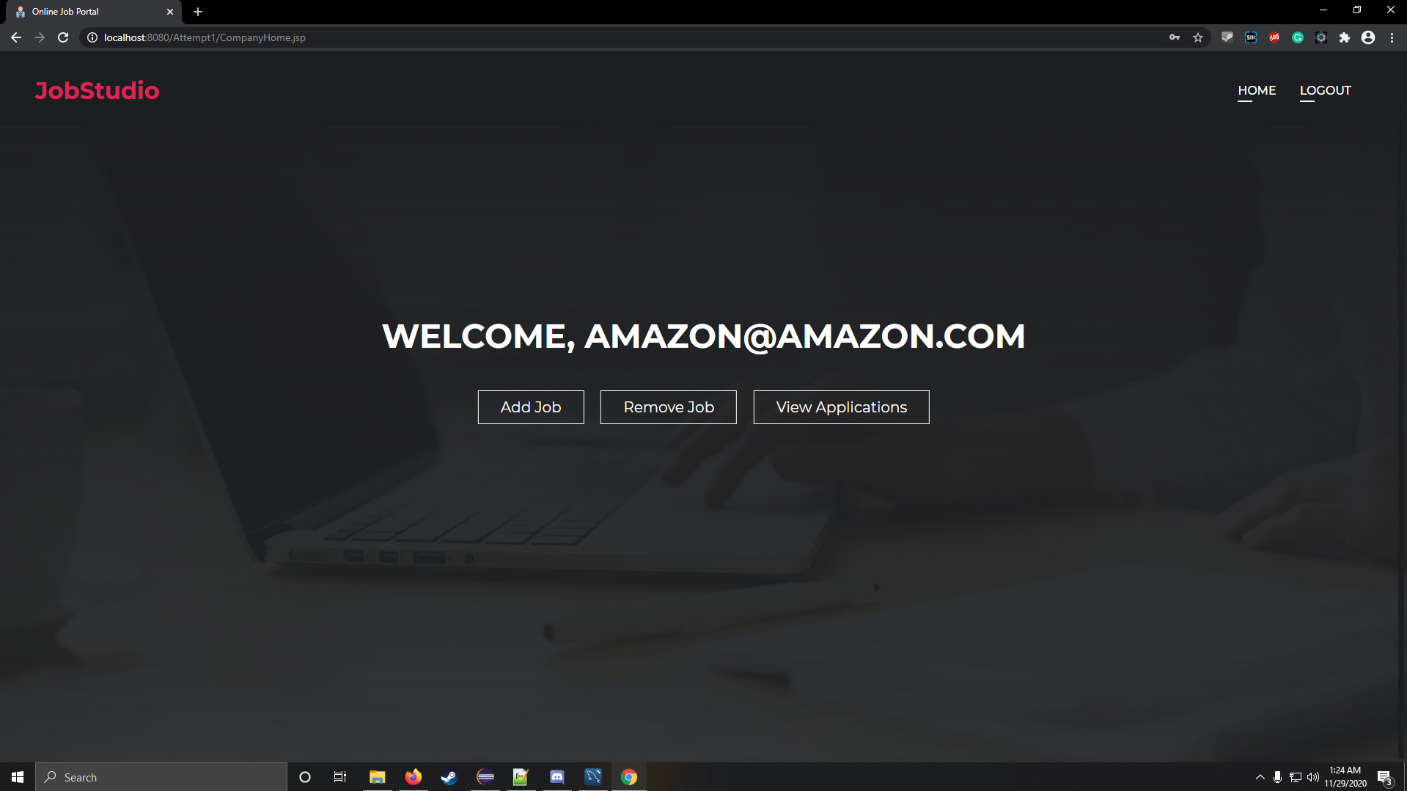 Online Job Portal
localhost:8080/Attempt1/CompanyHome.jsp
JobStudio
HOME
LOGOUT
WELCOME, AMAZON@AMAZON.COM
Add Job
Remove Job
View Applications
Search
1:24 AM
11/29/2020
3